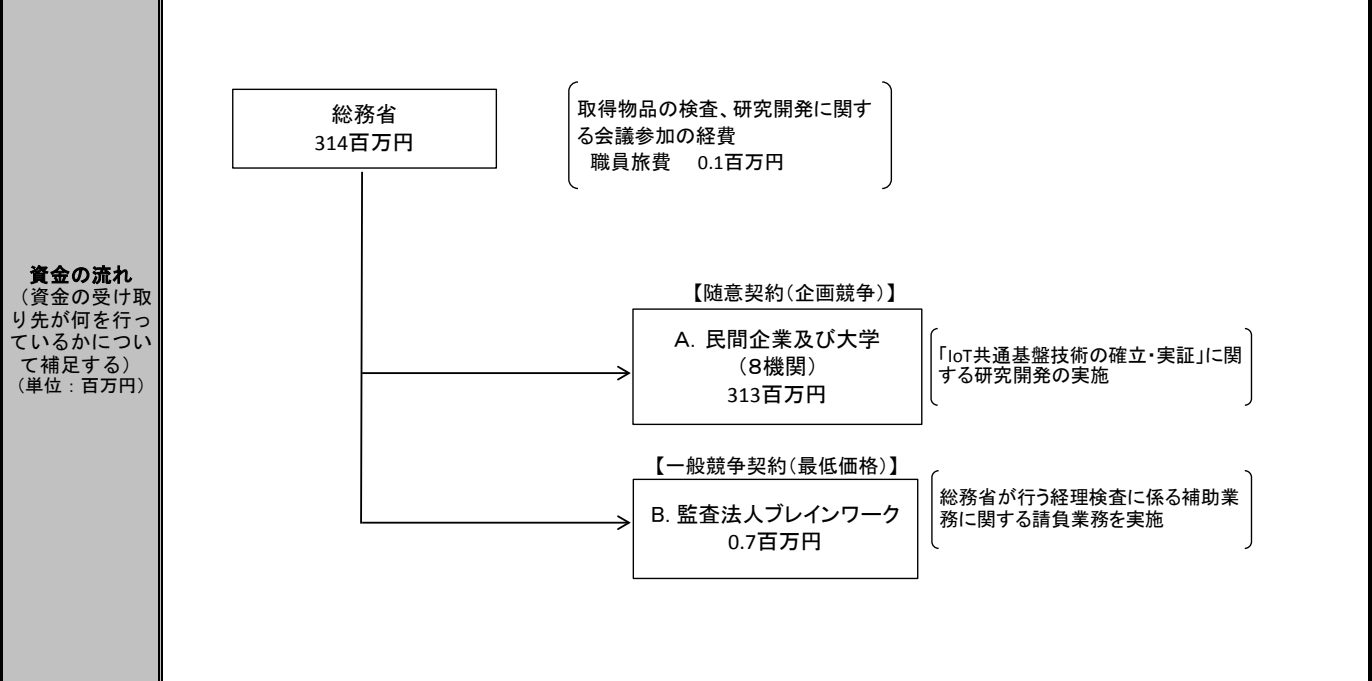 資金の流れ
（資金の受け取
り先が何を行っ
ているかについ
て補足する）
（単位：百万円）
総務省
314百万円
取得物品の検査、研究開発に関す
る会議参加の経費
職員旅費　0.1百万円
【随意契約（企画競争）】
A．民間企業及び大学
（８機関）
313百万円
「IoT共通基盤技術の確立・実証」に関
する研究開発の実施
【一般競争契約（最低価格）】
B．監査法人ブレインワーク
0.7百万円
総務省が行う経理検査に係る補助業
務に関する請負業務を実施